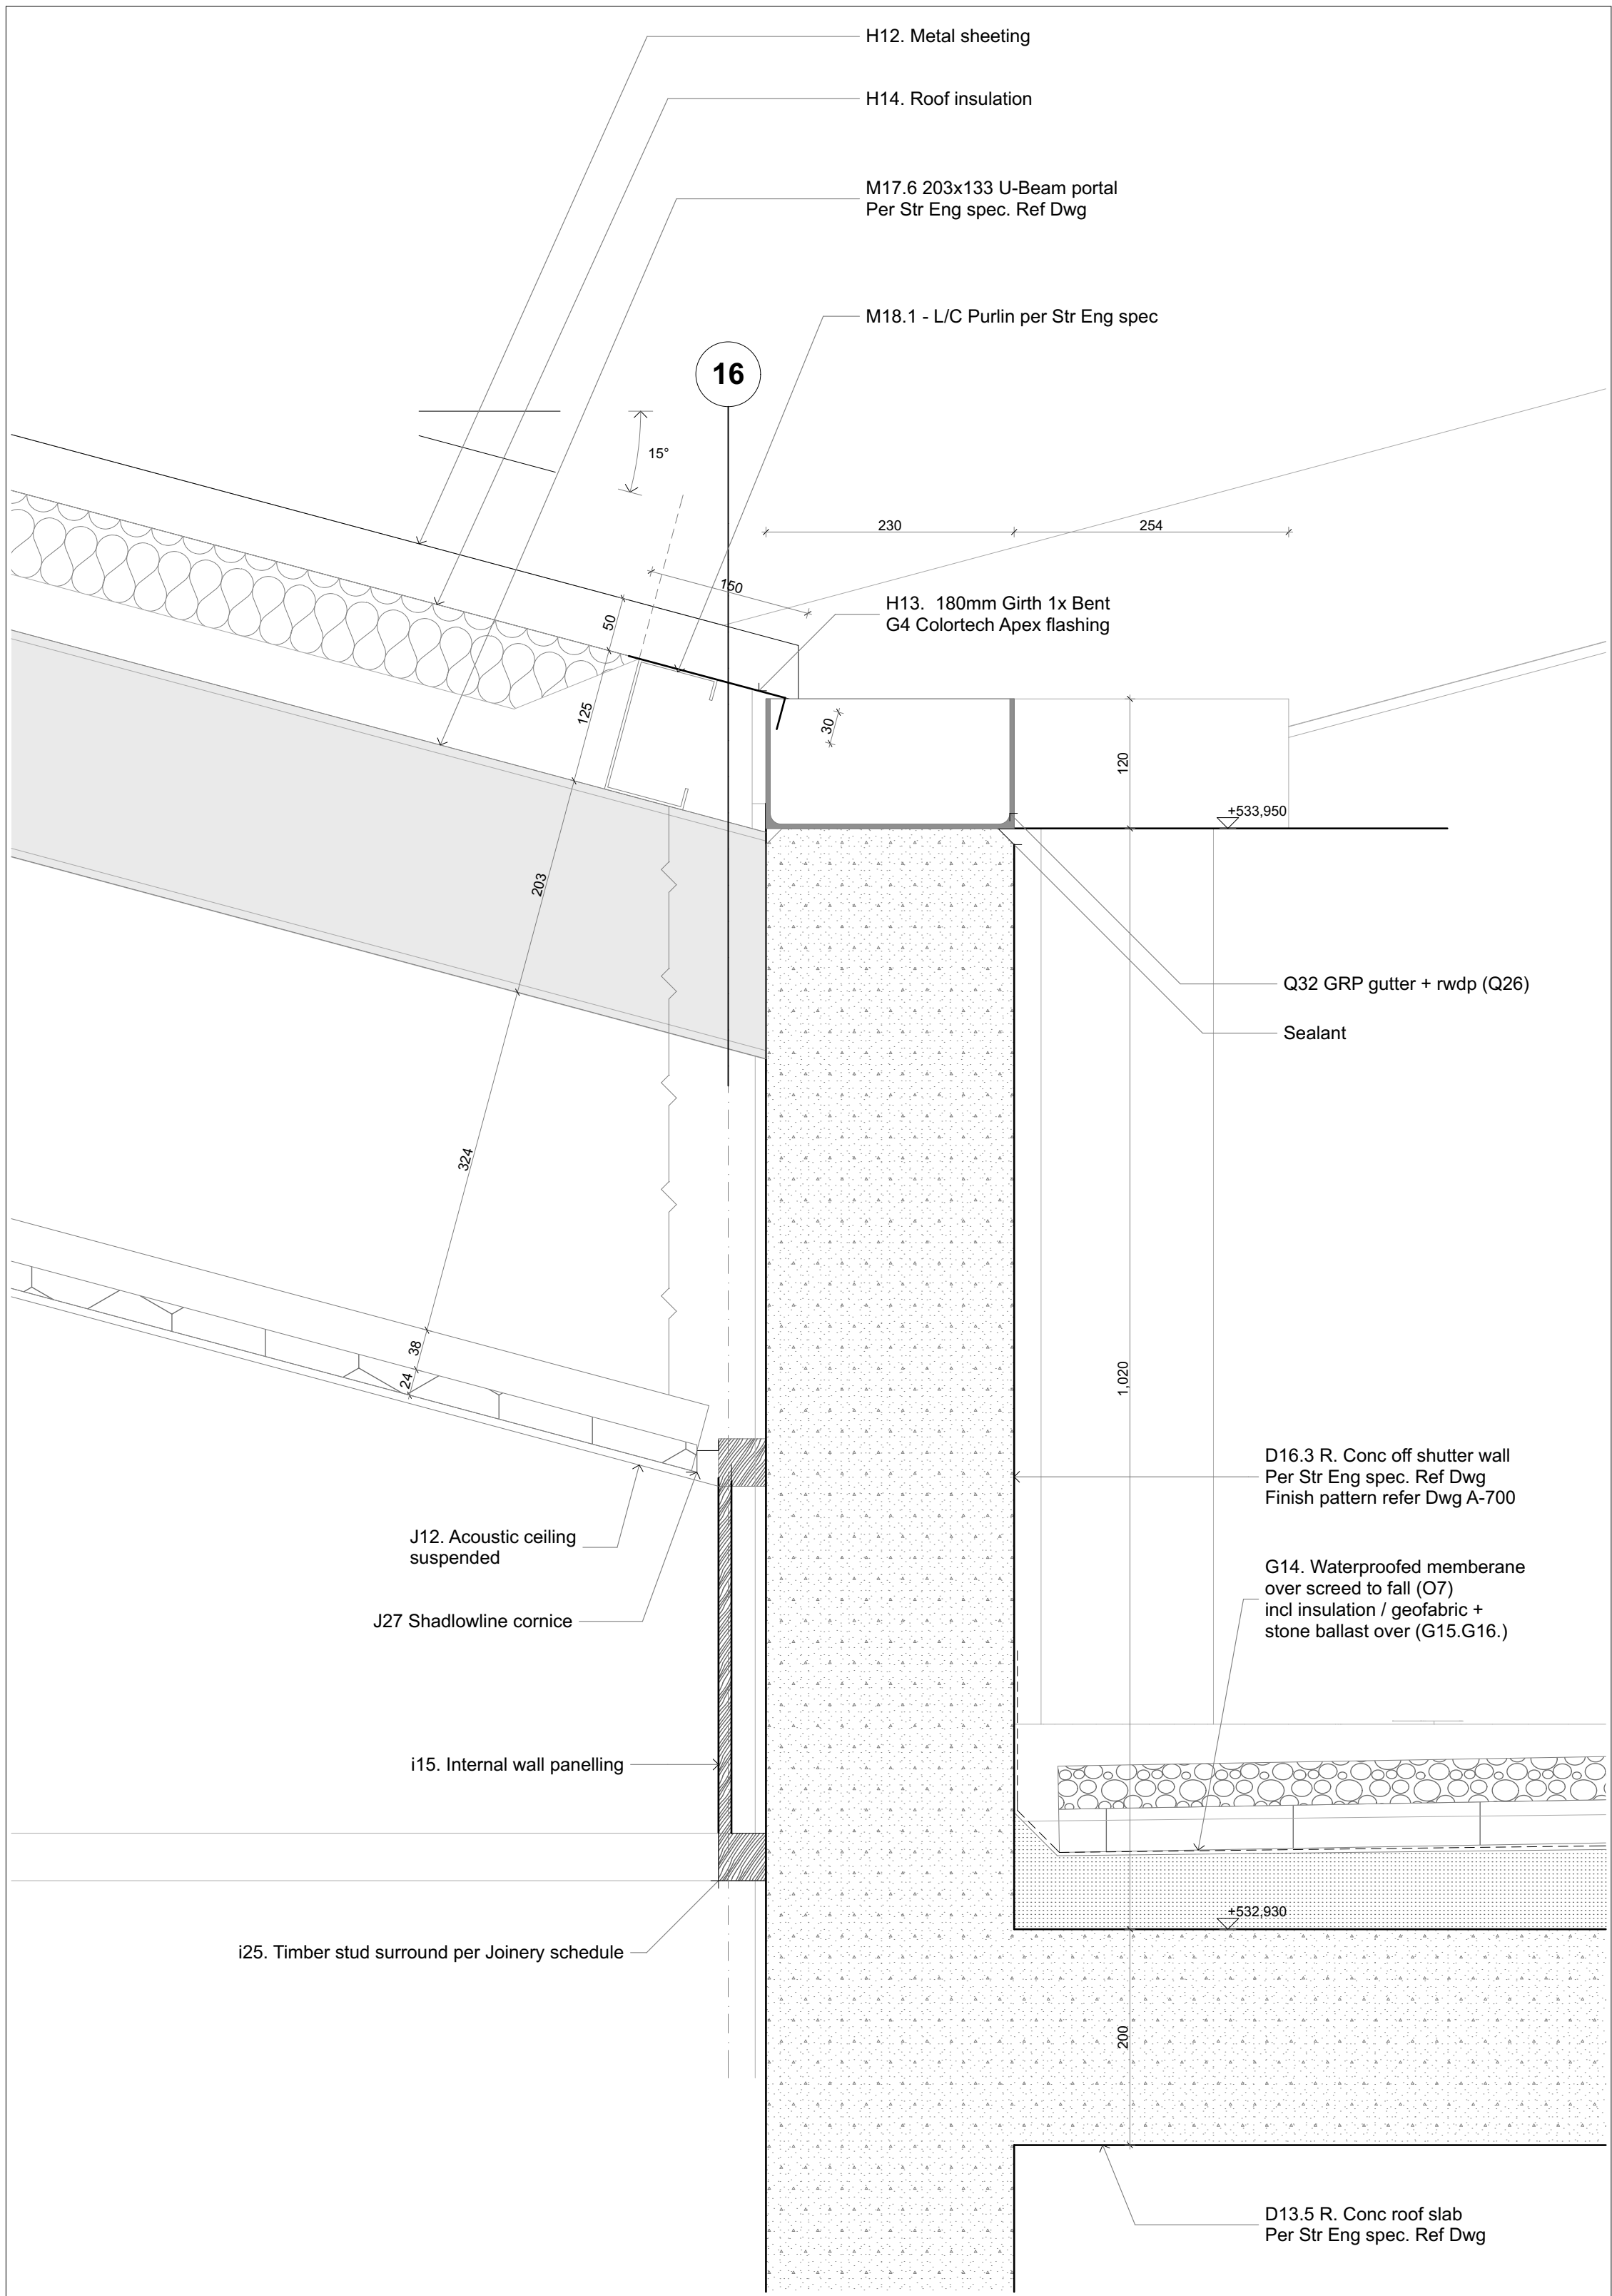 H12. Metal sheeting
H14. Roof insulation
M17.6 203x133 U-Beam portal
Per Str Eng spec. Ref Dwg
M18.1 - L/C Purlin per Str Eng spec
16
15°
230
254
150
50
H13.  180mm Girth 1x Bent
G4 Colortech Apex flashing
125
30
120
+533,950
203
Q32 GRP gutter + rwdp (Q26)
Sealant
324
38
24
1,020
D16.3 R. Conc off shutter wall
Per Str Eng spec. Ref Dwg
Finish pattern refer Dwg A-700
J12. Acoustic ceiling
suspended
G14. Waterproofed memberane
over screed to fall (O7)
incl insulation / geofabric +
stone ballast over (G15.G16.)
J27 Shadlowline cornice
i15. Internal wall panelling
+532,930
i25. Timber stud surround per Joinery schedule
200
D13.5 R. Conc roof slab
Per Str Eng spec. Ref Dwg